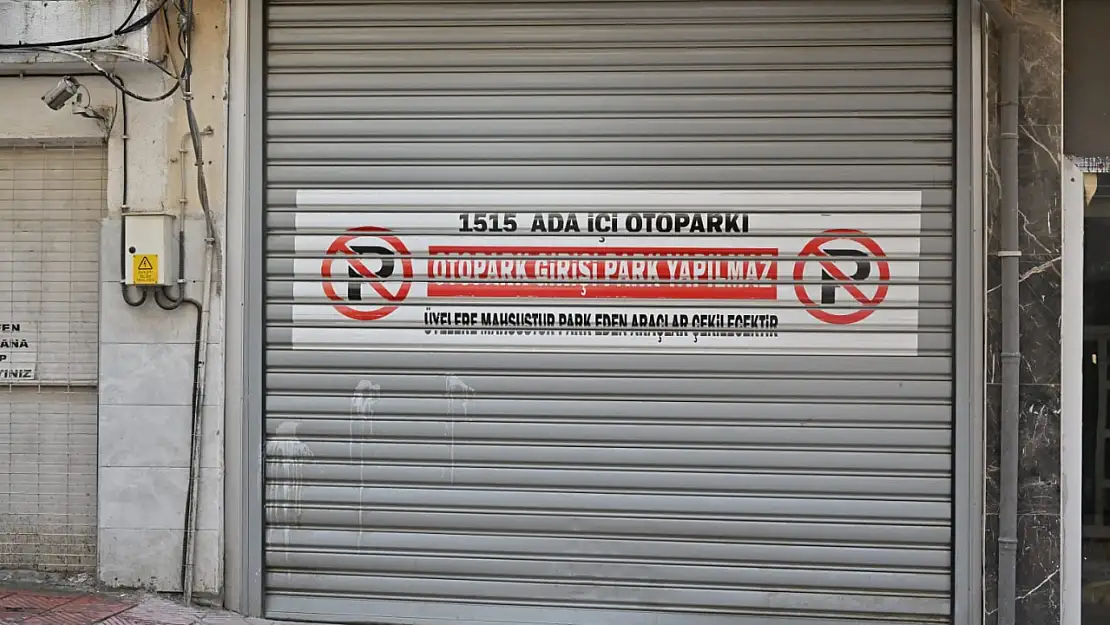 1515 ADA İÇİ OTOPARKI
OTOPARK GİRİŞİ PARK YAPILMAZ
ÜYELERE MAHSUSTUR PARK EDEN ARAÇLAR ÇEKİLECEKTİR
P
P